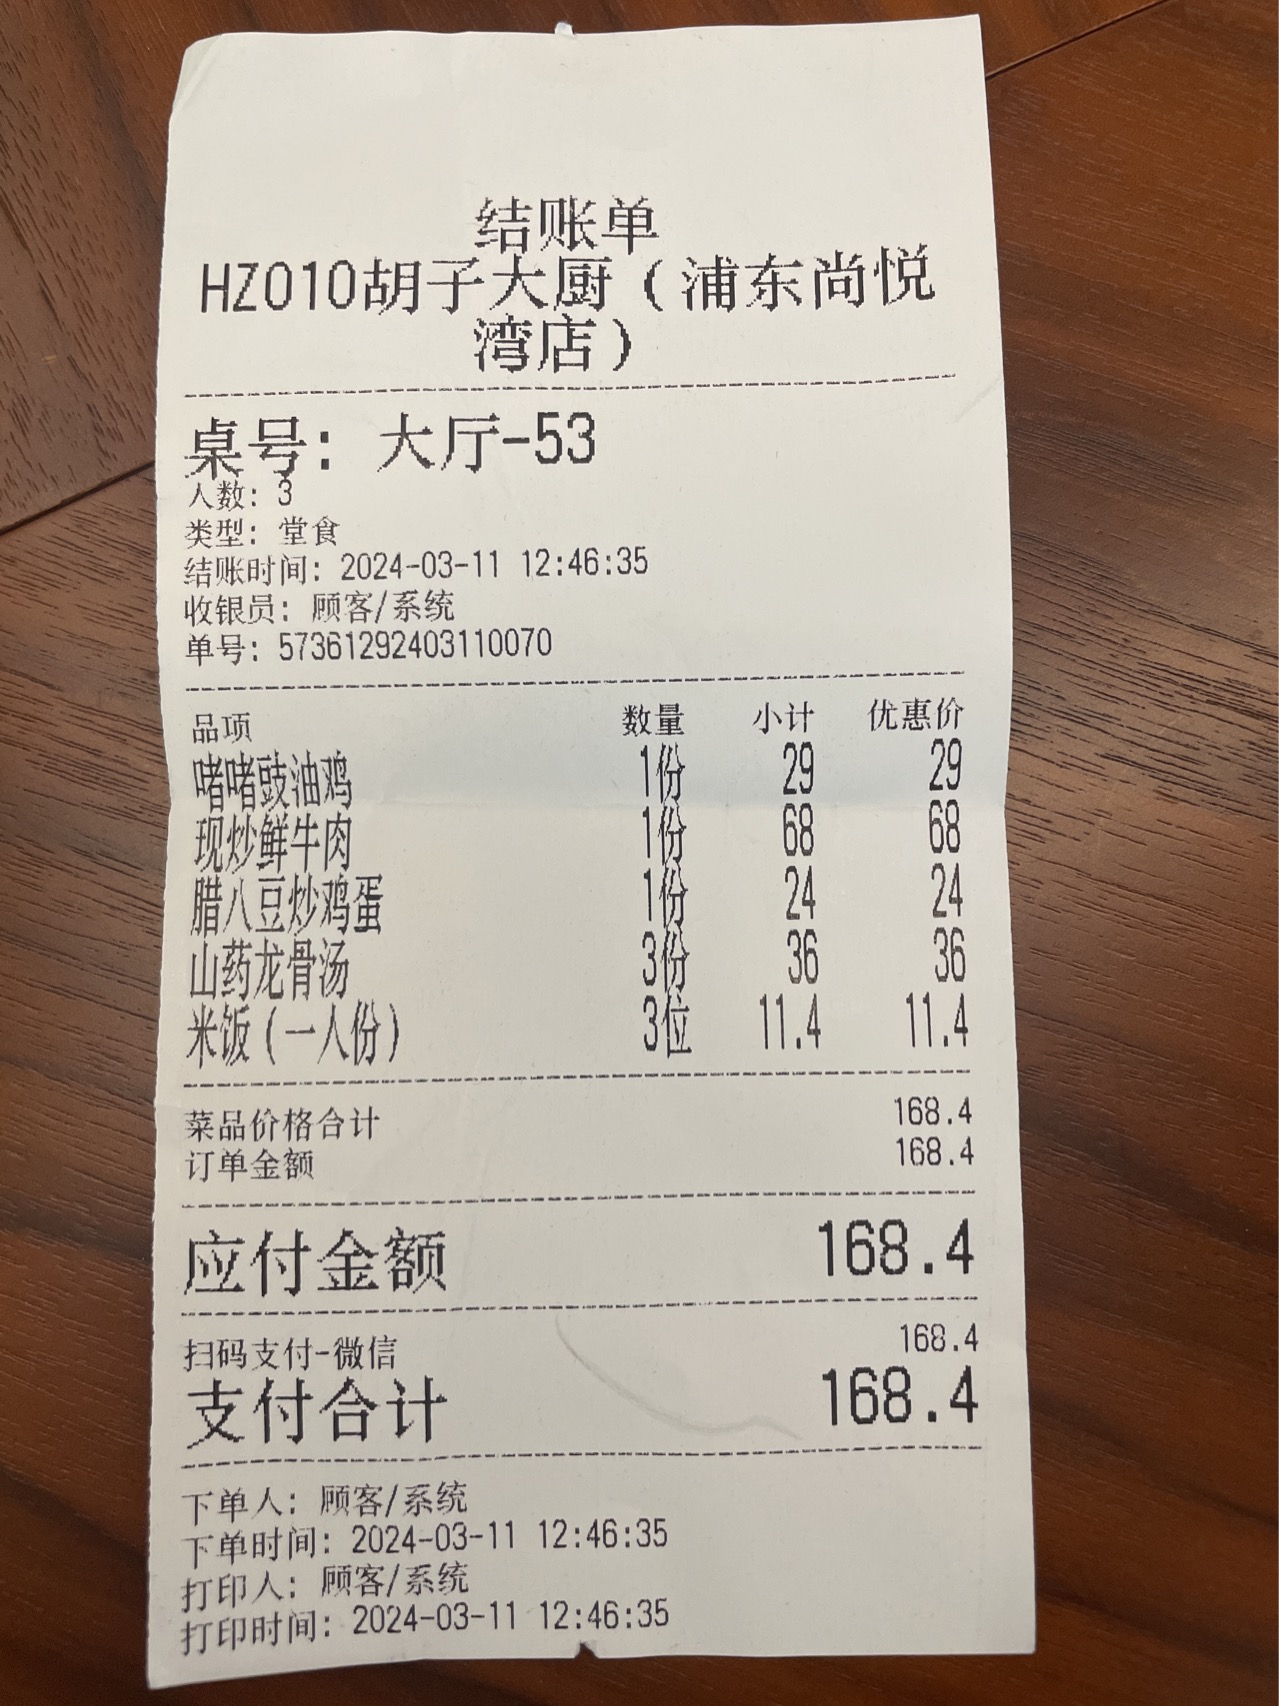 结账单
HZ010胡子大厨（浦东尚悦
湾店）
桌号： 大厅-53
人数： 3
类型： 堂食
结账时间： 2024-03-11 12:46:35
收银员： 顾客/系统
单号： 57361292403110070
品项 数量 小计 优惠价
啫啫豉油鸡 1份 29 29
现炒鲜牛肉 1份 68 68
腊八豆炒鸡蛋 1份 24 24
山药龙骨汤 3份 36 36
米饭（一人份） 3位 11.4 11.4
菜品价格合计 168.4
订单金额 168.4
应付金额 168.4
扫码支付-微信 168.4
支付合计 168.4
下单人： 顾客/系统
下单时间： 2024-03-11 12:46:35
打印人： 顾客/系统
打印时间： 2024-03-11 12:46:35